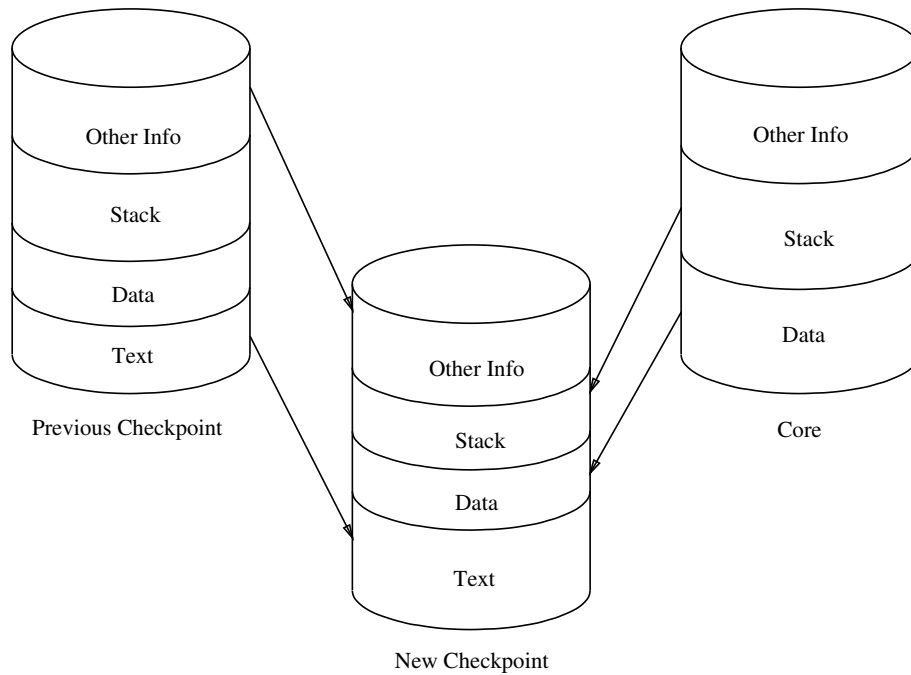 Other Info
Stack
Data
Text
Previous Checkpoint
Other Info
Stack
Data
Text
New Checkpoint
Other Info
Stack
Data
Core